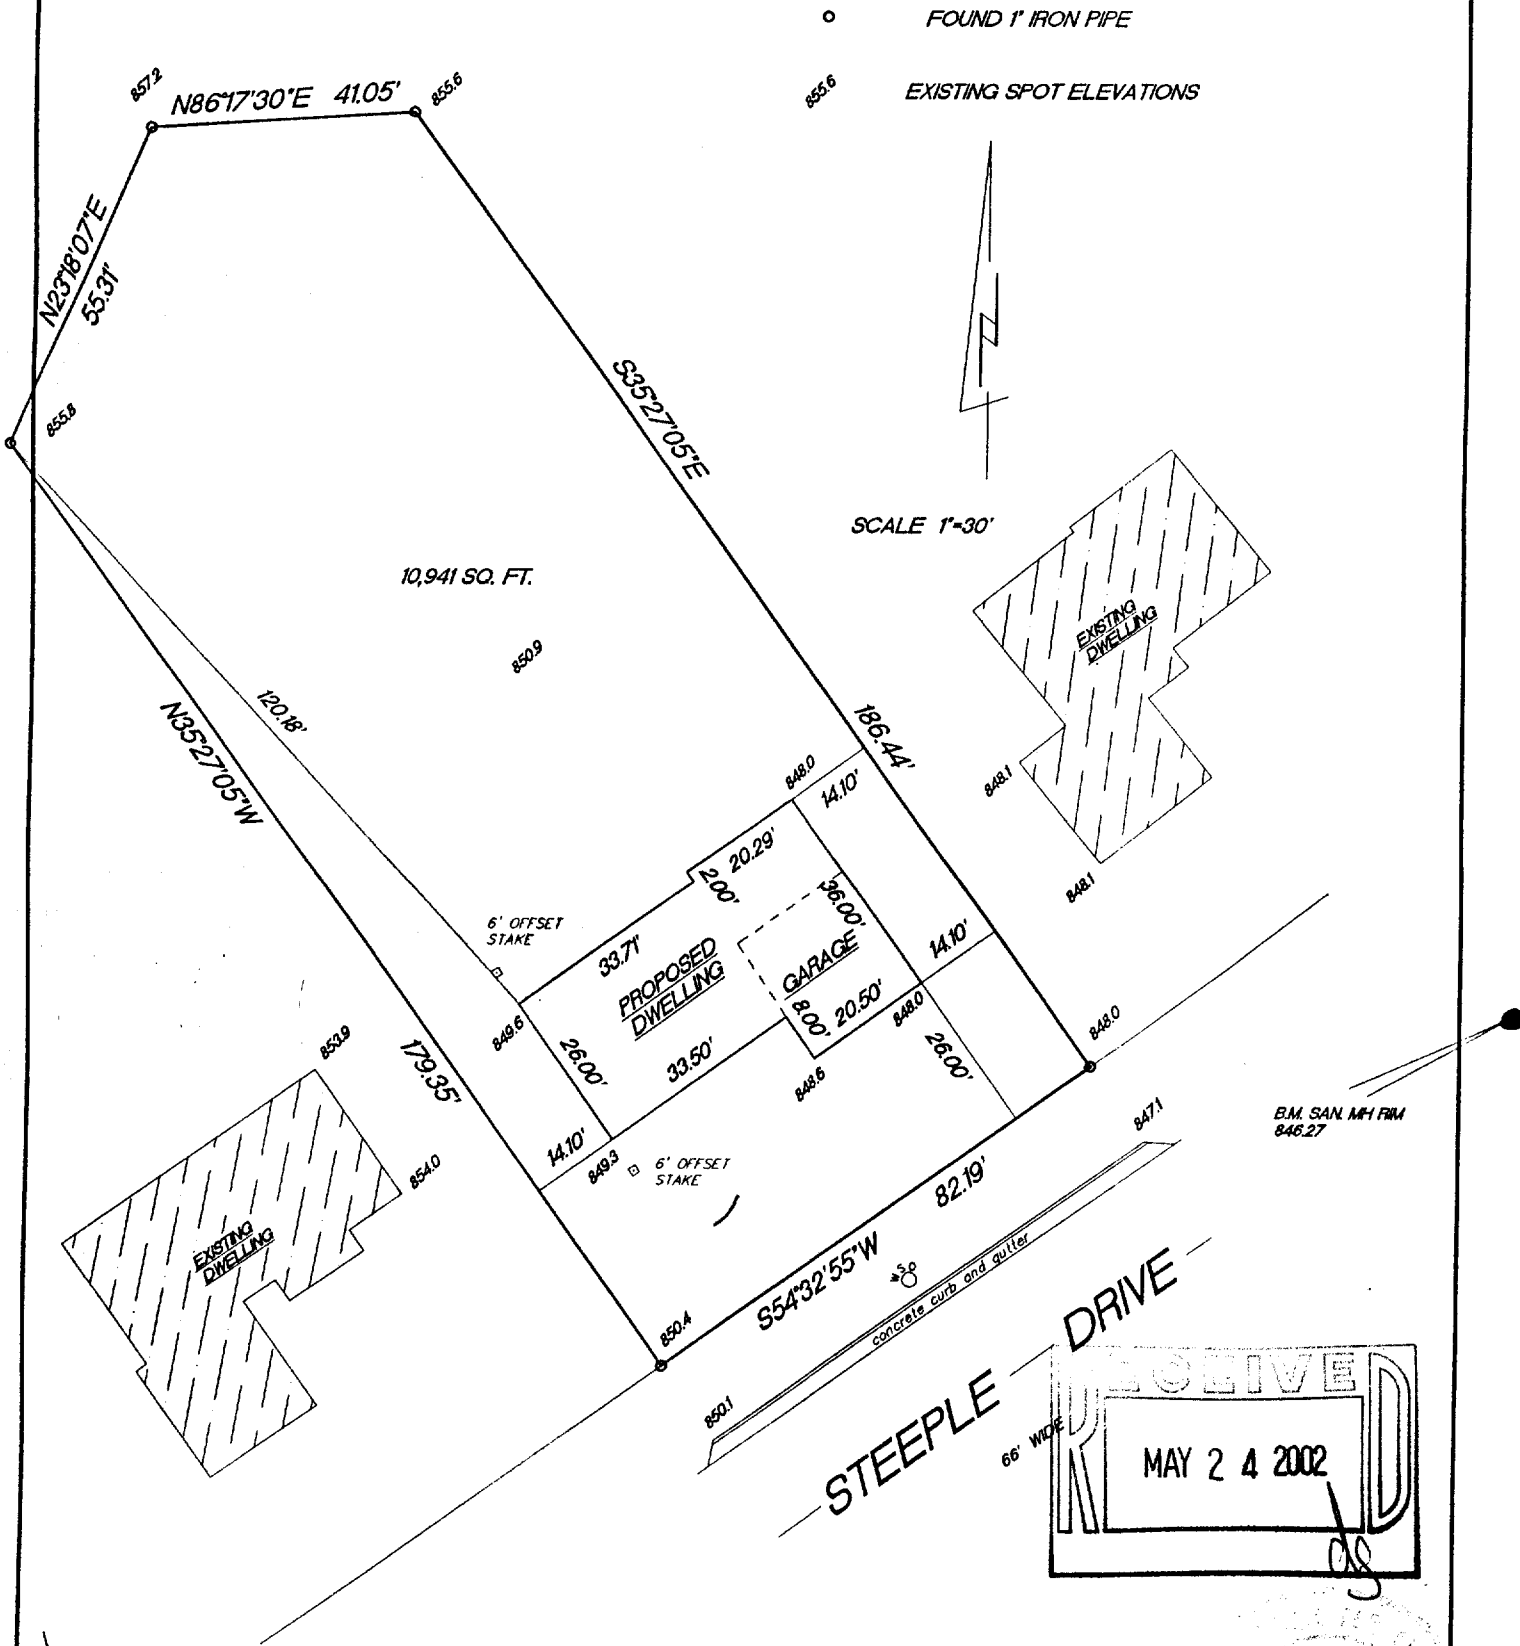 FOUND 1" IRON PIPE
855.6
EXISTING SPOT ELEVATIONS
857.2
N86°17'30"E 41.05'
855.6
N23°18'07"E
55.31'
855.8
S35°27'05"E
SCALE 1"=30'
10,941 SQ. FT.
850.9
EXISTING
DWELLING
120.18'
N35°27'05"W
186.44'
848.0
14.10'
848.1
848.1
20.29'
2.00'
36.00'
6' OFFSET
STAKE
33.71'
PROPOSED
DWELLING
GARAGE
14.10'
8.00'
20.50'
848.0
849.6
26.00'
33.50'
848.6
26.00'
848.0
853.9
179.35'
B.M. SAN. MH RIM
846.27
847.1
14.10'
849.3
6' OFFSET
STAKE
854.0
82.19'
EXISTING
DWELLING
S54°32'55"W
WSO
concrete curb and gutter
850.4
850.1
STEEPLE DRIVE
66' WIDE
RECEIVED
MAY 24 2002